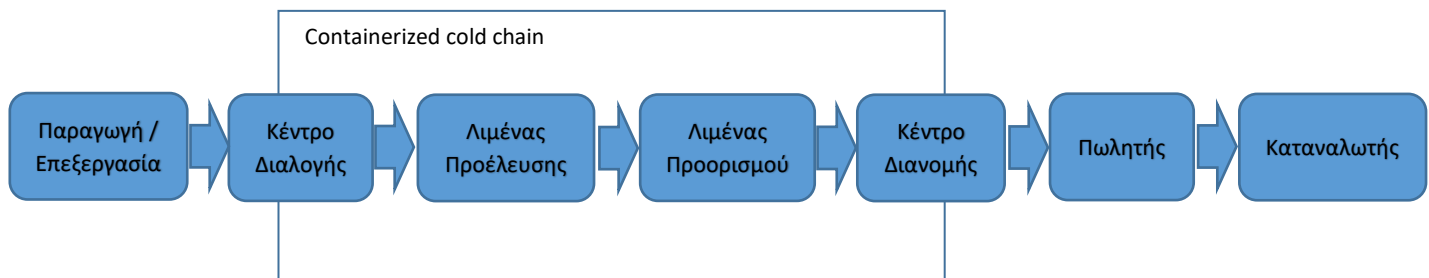 Containerized cold chain
Παραγωγή /
Επεξεργασία
Κέντρο
Διαλογής
Λιμένας
Προέλευσης
Λιμένας
Προορισμού
Κέντρο
Διανομής
Πωλητής
Καταναλωτής